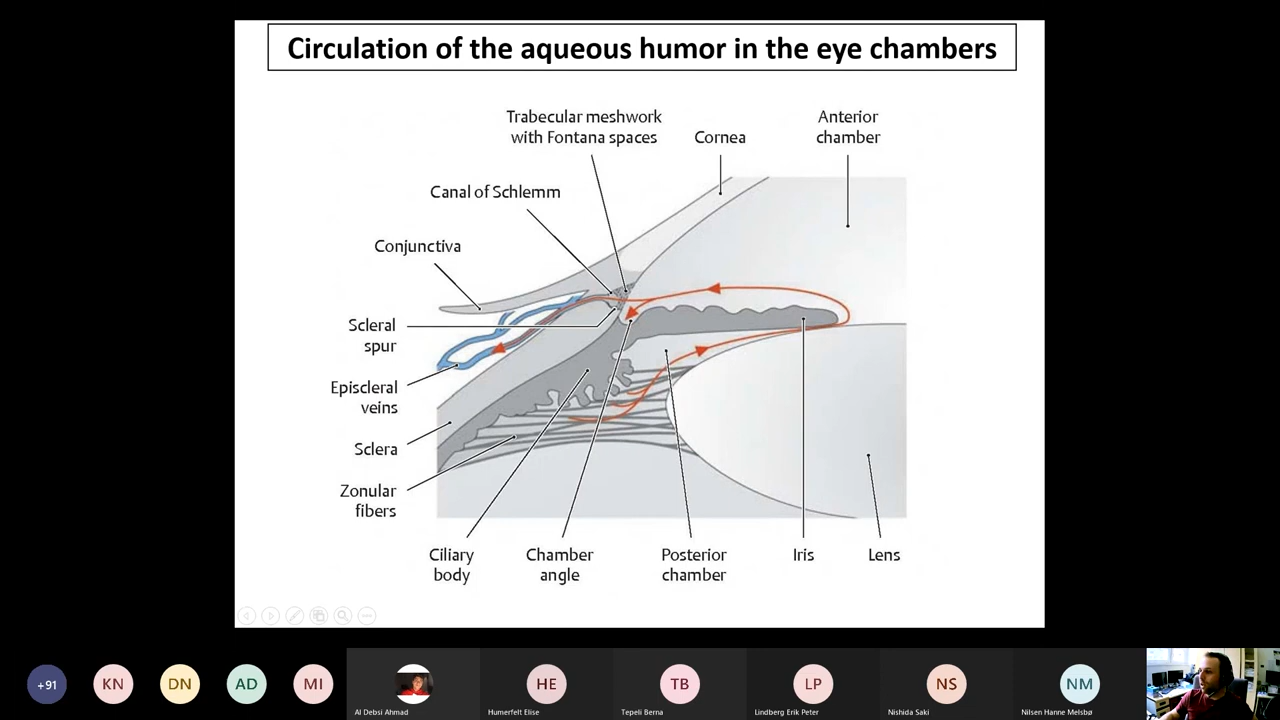 Circulation of the aqueous humor in the eye chambers
Trabecular meshwork
with Fontana spaces
Cornea
Anterior
chamber
Canal of Schlemm
Conjunctiva
Scleral
spur
Episcleral
veins
Sclera
Zonular
fibers
Ciliary
body
Chamber
angle
Posterior
chamber
Iris
Lens
+91
KN
DN
AD
MI
Al Debsi Ahmad
HE
Humerfelt Elise
TB
Tepeli Berna
LP
Lindberg Erik Peter
NS
Nishida Saki
NM
Nilsen Hanne Melsbø